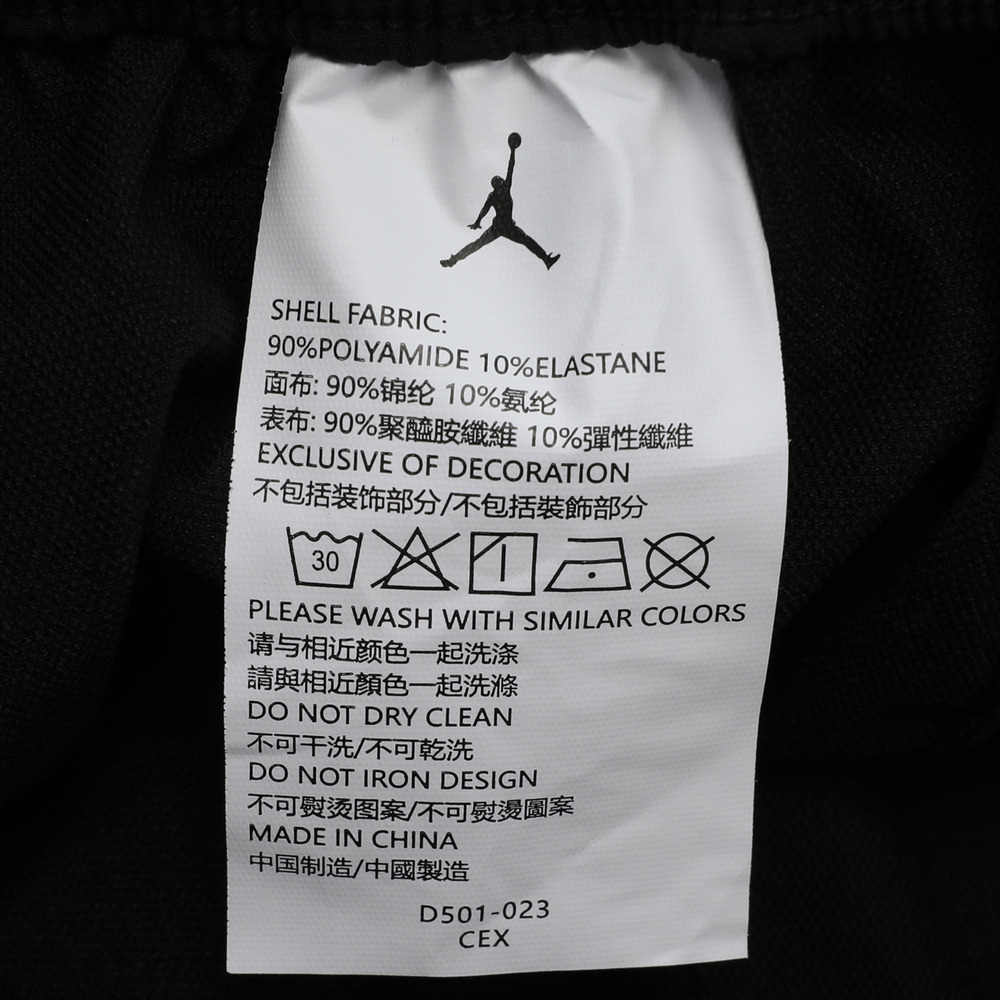 SHELL FABRIC:
90%POLYAMIDE 10%ELASTANE
面布: 90%锦纶 10%氨纶
表布: 90%聚醯胺纖維 10%彈性纖維
EXCLUSIVE OF DECORATION
不包括装饰部分/不包括裝飾部分
30
PLEASE WASH WITH SIMILAR COLORS
请与相近颜色一起洗涤
請與相近顏色一起洗滌
DO NOT DRY CLEAN
不可干洗/不可乾洗
DO NOT IRON DESIGN
不可熨烫图案/不可熨燙圖案
MADE IN CHINA
中国制造/中國製造
D501-023
CEX